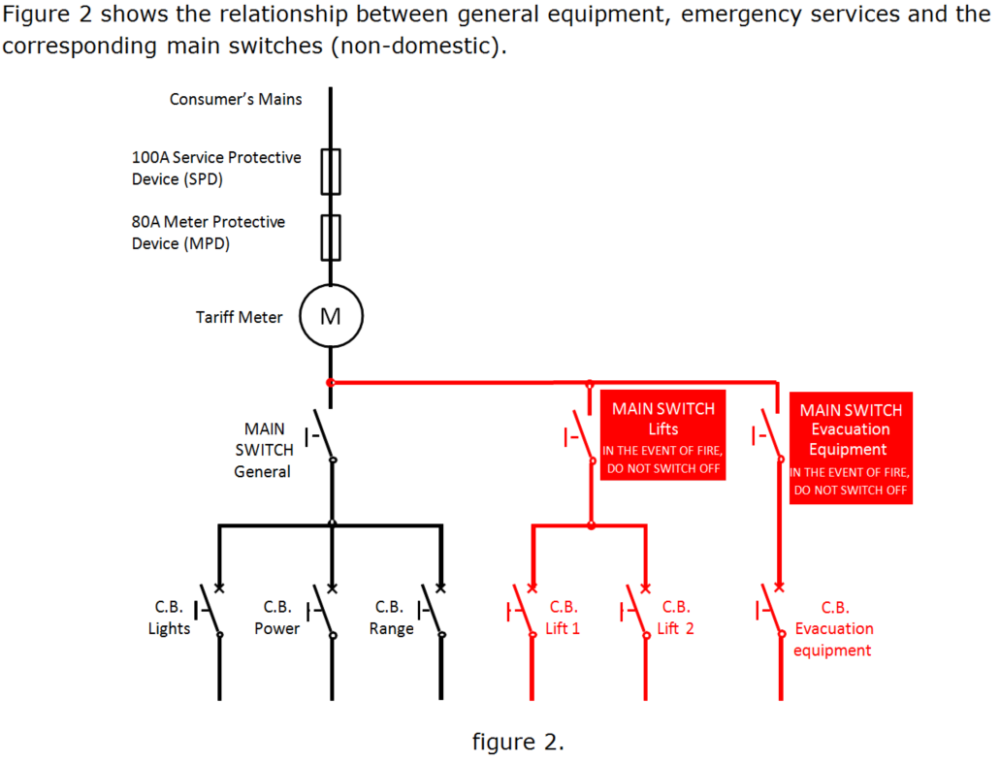 Figure 2 shows the relationship between general equipment, emergency services and the
corresponding main switches (non-domestic).
Consumer's Mains
100A Service Protective
Device (SPD)
80A Meter Protective
Device (MPD)
Tariff Meter
M
MAIN
SWITCH
General
MAIN SWITCH
Lifts
IN THE EVENT OF FIRE,
DO NOT SWITCH OFF
MAIN SWITCH
Evacuation
Equipment
IN THE EVENT OF FIRE,
DO NOT SWITCH OFF
C.B.
Lights
C.B.
Power
C.B.
Range
C.B.
Lift 1
C.B.
Lift 2
C.B.
Evacuation
equipment
figure 2.